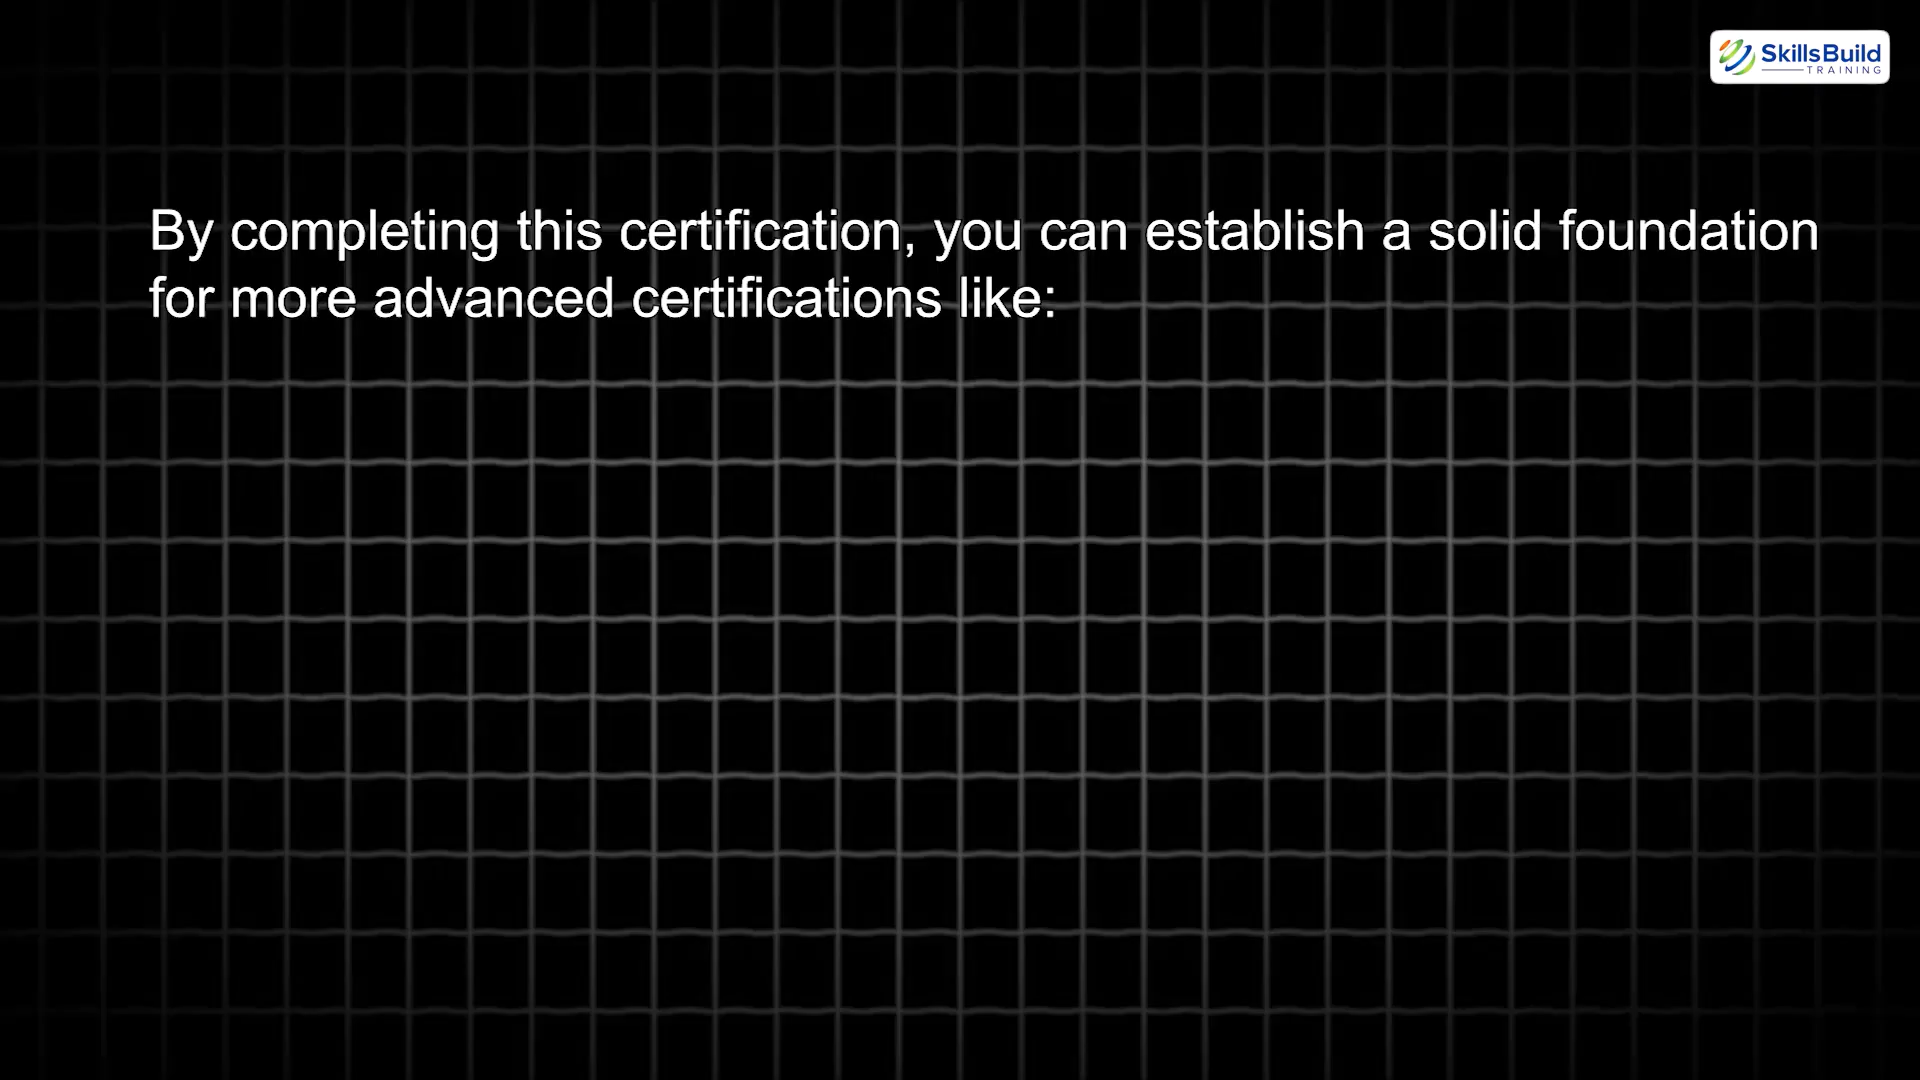 SkillsBuild
TRAINING
By completing this certification, you can establish a solid foundation
for more advanced certifications like: